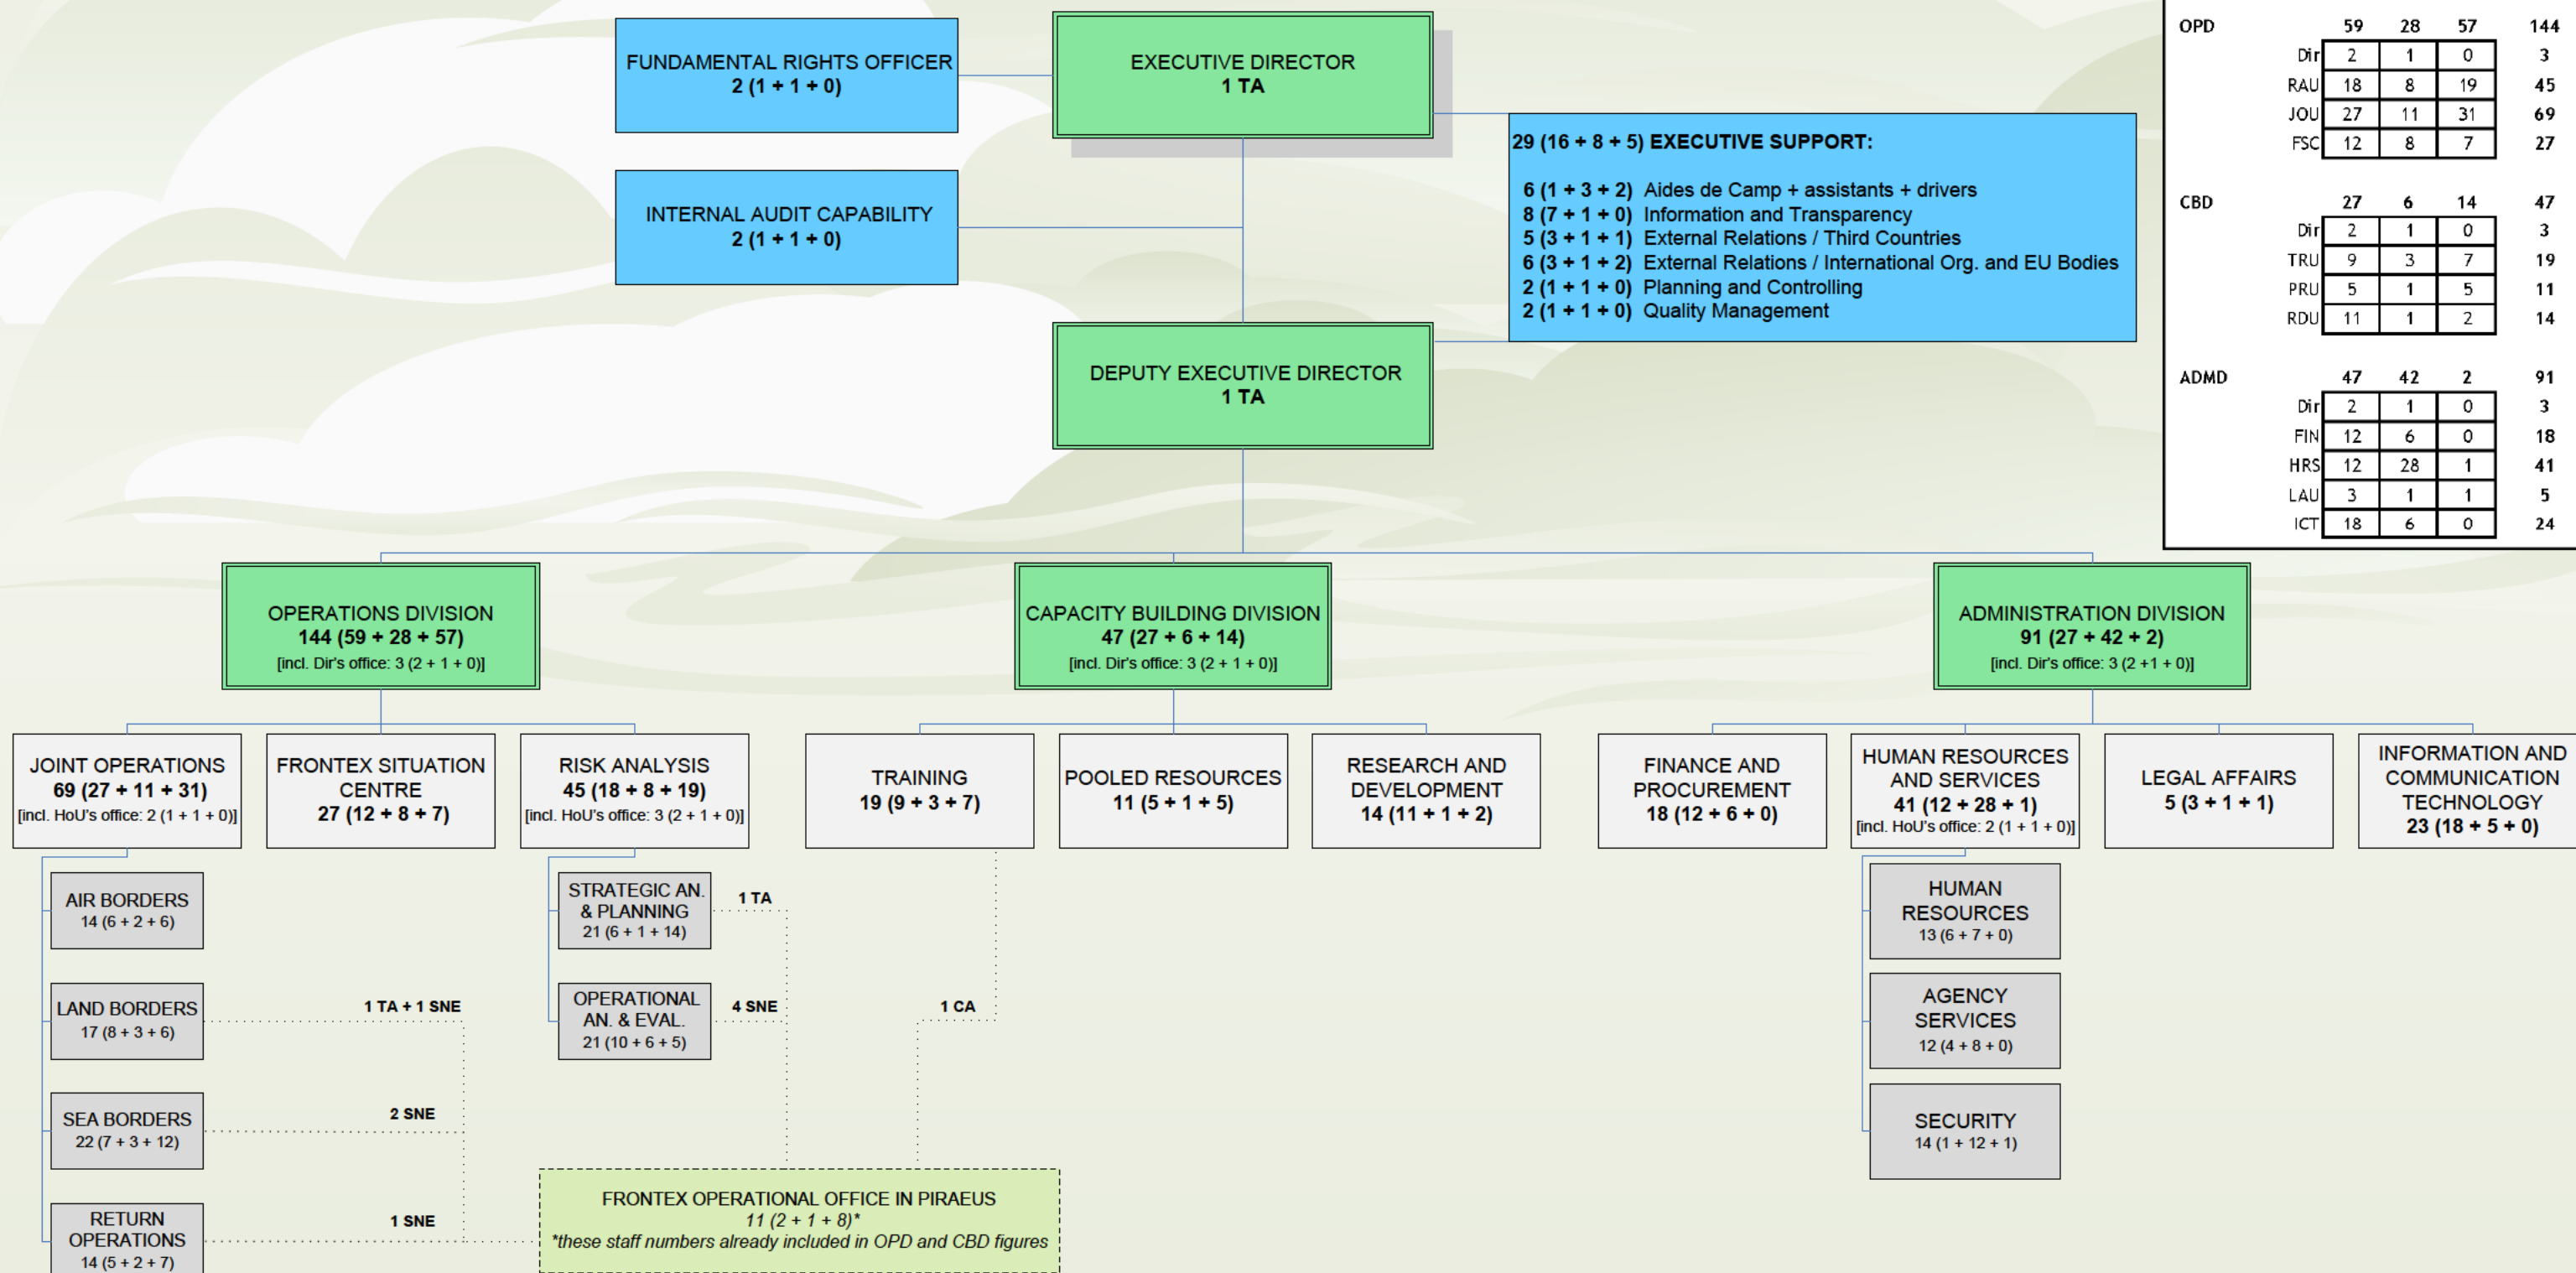 FUNDAMENTAL RIGHTS OFFICER
2 (1 + 1 + 0)
EXECUTIVE DIRECTOR
1 TA
INTERNAL AUDIT CAPABILITY
2 (1 + 1 + 0)
29 (16 + 8 + 5) EXECUTIVE SUPPORT:
6 (1 + 3 + 2) Aides de Camp + assistants + drivers
8 (7 + 1 + 0) Information and Transparency
5 (3 + 1 + 1) External Relations / Third Countries
6 (3 + 1 + 2) External Relations / International Org. and EU Bodies
2 (1 + 1 + 0) Planning and Controlling
2 (1 + 1 + 0) Quality Management
DEPUTY EXECUTIVE DIRECTOR
1 TA
OPD 59 28 57 144
Dir 2 1 0 3
RAU 18 8 19 45
JOU 27 11 31 69
FSC 12 8 7 27
CBD 27 6 14 47
Dir 2 1 0 3
TRU 9 3 7 19
PRU 5 1 5 11
RDU 11 1 2 14
ADMD 47 42 2 91
Dir 2 1 0 3
FIN 12 6 0 18
HRS 12 28 1 41
LAU 3 1 1 5
ICT 18 6 0 24
OPERATIONS DIVISION
144 (59 + 28 + 57)
[incl. Dir's office: 3 (2 + 1 + 0)]
CAPACITY BUILDING DIVISION
47 (27 + 6 + 14)
[incl. Dir's office: 3 (2 + 1 + 0)]
ADMINISTRATION DIVISION
91 (27 + 42 + 2)
[incl. Dir's office: 3 (2 +1 + 0)]
JOINT OPERATIONS
69 (27 + 11 + 31)
[incl. HoU's office: 2 (1 + 1 + 0)]
FRONTEX SITUATION
CENTRE
27 (12 + 8 + 7)
RISK ANALYSIS
45 (18 + 8 + 19)
[incl. HoU's office: 3 (2 + 1 + 0)]
TRAINING
19 (9 + 3 + 7)
POOLED RESOURCES
11 (5 + 1 + 5)
RESEARCH AND
DEVELOPMENT
14 (11 + 1 + 2)
FINANCE AND
PROCUREMENT
18 (12 + 6 + 0)
HUMAN RESOURCES
AND SERVICES
41 (12 + 28 + 1)
[incl. HoU's office: 2 (1 + 1 + 0)]
LEGAL AFFAIRS
5 (3 + 1 + 1)
INFORMATION AND
COMMUNICATION
TECHNOLOGY
23 (18 + 5 + 0)
AIR BORDERS
14 (6 + 2 + 6)
LAND BORDERS
17 (8 + 3 + 6)
1 TA + 1 SNE
SEA BORDERS
22 (7 + 3 + 12)
2 SNE
RETURN
OPERATIONS
14 (5 + 2 + 7)
1 SNE
STRATEGIC AN.
& PLANNING
21 (6 + 1 + 14)
1 TA
OPERATIONAL
AN. & EVAL.
21 (10 + 6 + 5)
4 SNE
1 CA
HUMAN
RESOURCES
13 (6 + 7 + 0)
AGENCY
SERVICES
12 (4 + 8 + 0)
SECURITY
14 (1 + 12 + 1)
FRONTEX OPERATIONAL OFFICE IN PIRAEUS
11 (2 + 1 + 8)*
*these staff numbers already included in OPD and CBD figures